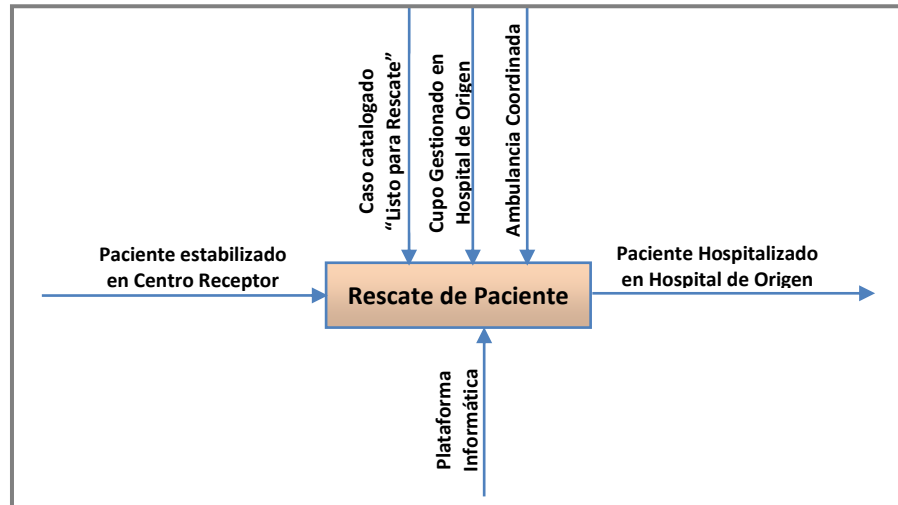 Caso catalogado
“Listo para Rescate”
Cupo Gestionado en
Hospital de Origen
Ambulancia Coordinada
Paciente estabilizado
en Centro Receptor
Rescate de Paciente
Paciente Hospitalizado
en Hospital de Origen
Plataforma
Informática